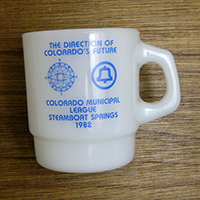 THE DIRECTION OF
COLORADO'S FUTURE
COLORADO MUNICIPAL
LEAGUE
STEAMBOAT SPRINGS
1982